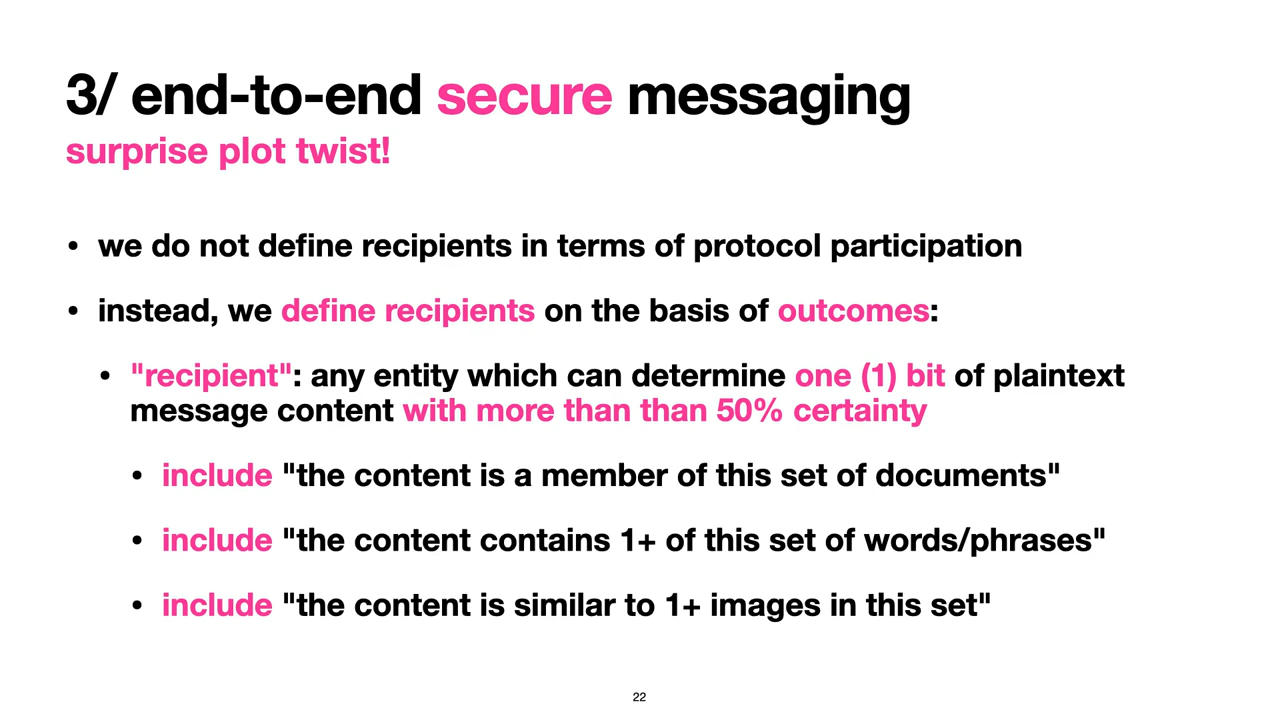 3/ end-to-end secure messaging
surprise plot twist!
• we do not define recipients in terms of protocol participation
• instead, we define recipients on the basis of outcomes:
• "recipient": any entity which can determine one (1) bit of plaintext
message content with more than than 50% certainty
• include "the content is a member of this set of documents"
• include "the content contains 1+ of this set of words/phrases"
• include "the content is similar to 1+ images in this set"
22